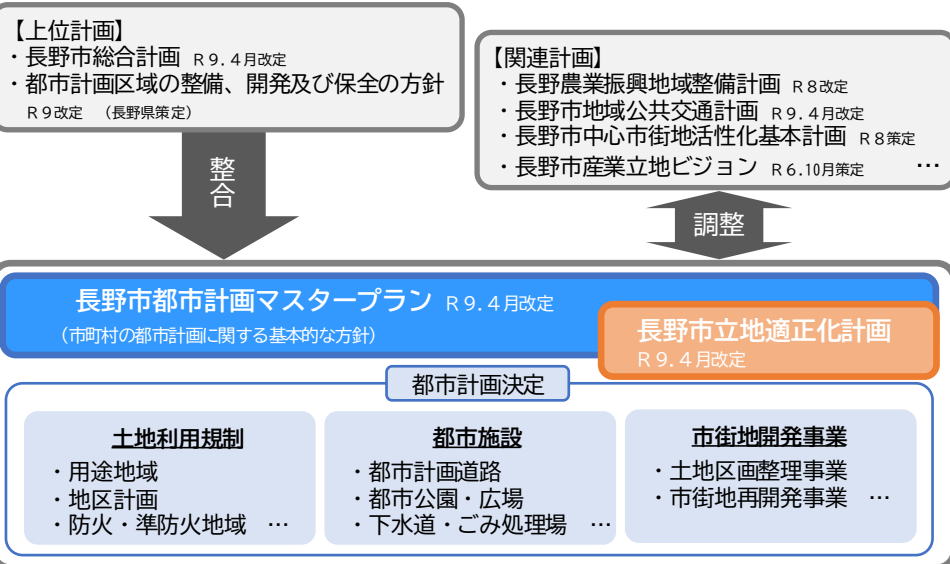 【上位計画】
・長野市総合計画 R９.４月改定
・都市計画区域の整備、開発及び保全の方針
R９改定 （長野県策定）
【関連計画】
・長野農業振興地域整備計画 R８改定
・長野市地域公共交通計画 R９.４月改定
・長野市中心市街地活性化基本計画 R８策定
・長野市産業立地ビジョン R６.10月策定 …
整合
調整
長野市都市計画マスタープラン R９.４月改定
（市町村の都市計画に関する基本的な方針）
長野市立地適正化計画
R９.４月改定
都市計画決定
土地利用規制
・用途地域
・地区計画
・防火・準防火地域 …
都市施設
・都市計画道路
・都市公園・広場
・下水道・ごみ処理場 …
市街地開発事業
・土地区画整理事業
・市街地再開発事業 …